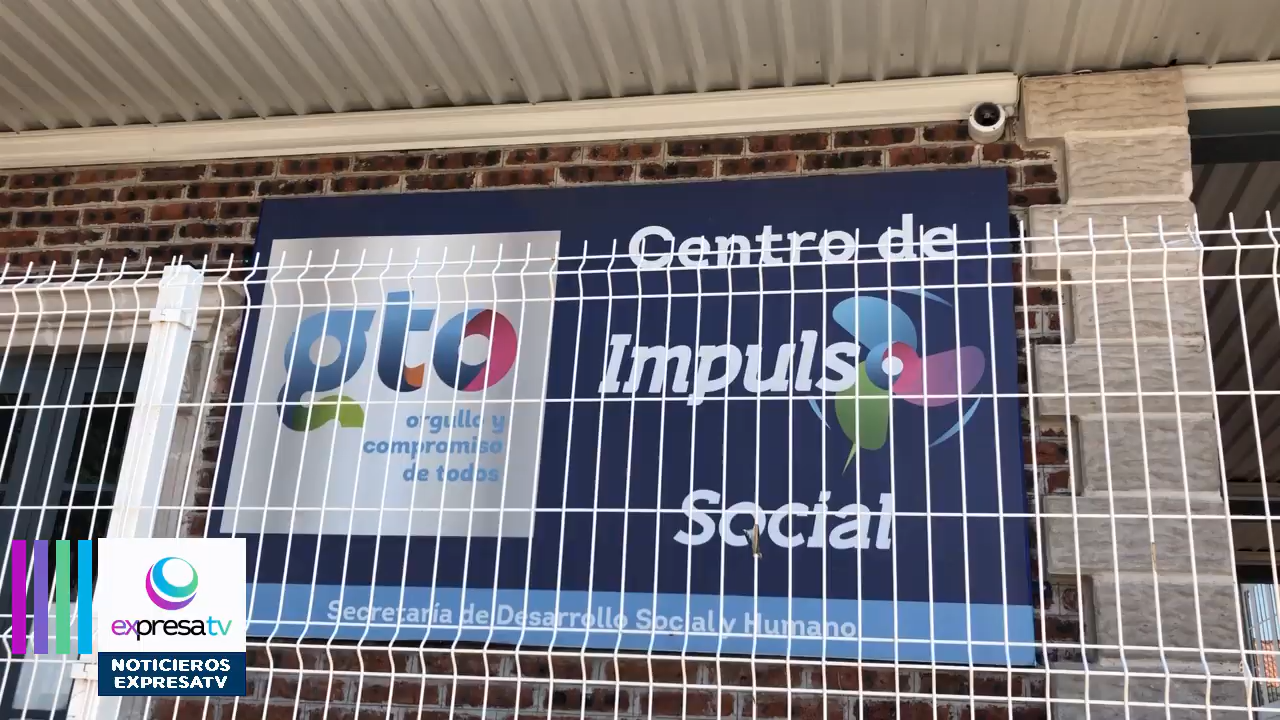 Centro de
Impulso
Social
gto
orgullo y
compromiso
de todos
Secretaría de Desarrollo Social y Humano
expresatv
NOTICIEROS
EXPRESATV